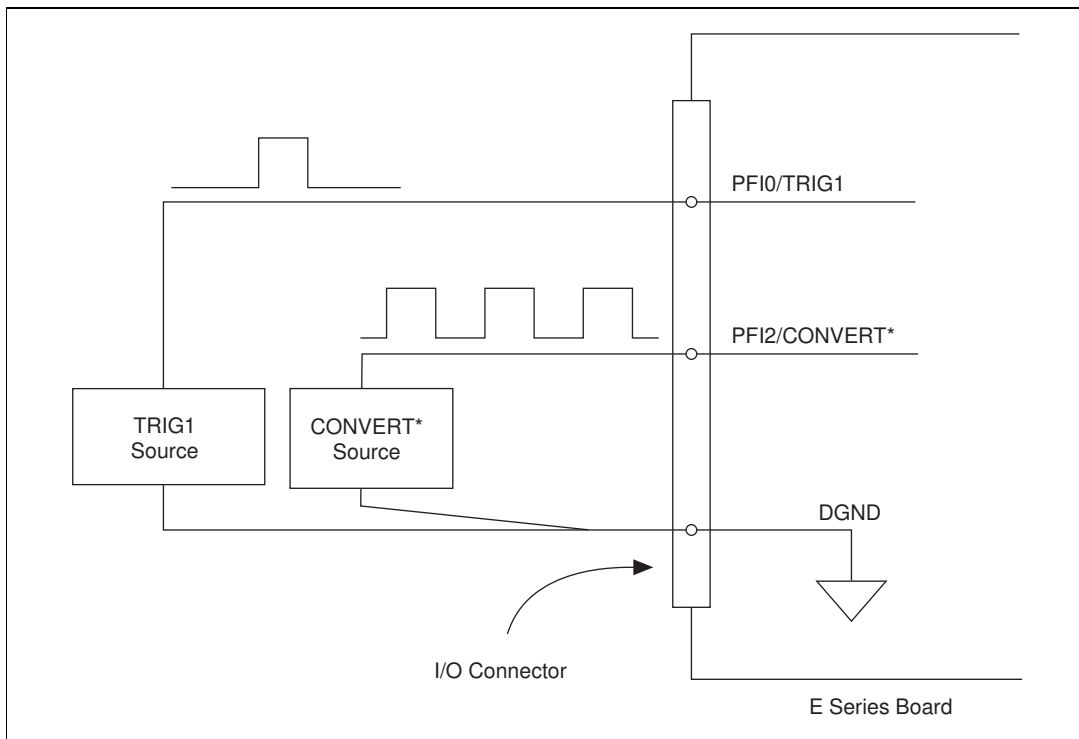 PFI0/TRIG1
PFI2/CONVERT*
TRIG1
Source
CONVERT*
Source
DGND
I/O Connector
E Series Board